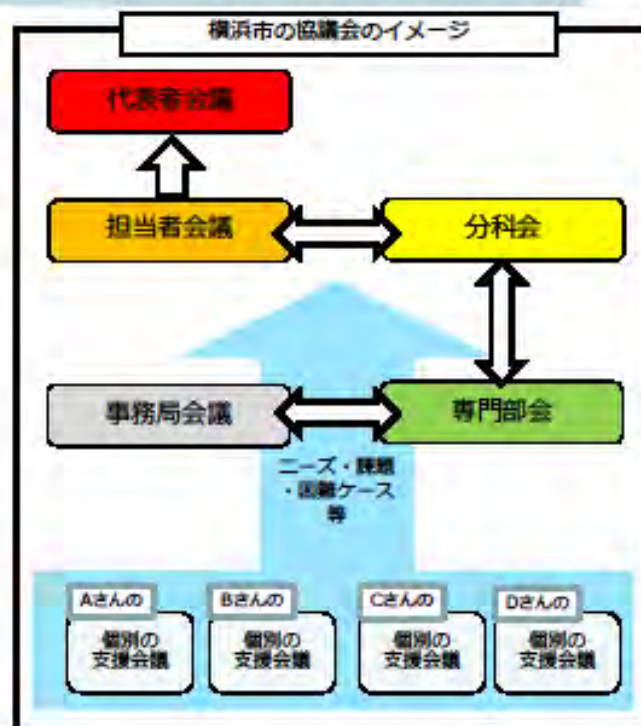 横浜市の協議会のイメージ
代表者会議
担当者会議
分科会
事務局会議
専門部会
ニーズ・課題
・困難ケース
等
Aさんの
個別の
支援会議
Bさんの
個別の
支援会議
Cさんの
個別の
支援会議
Dさんの
個別の
支援会議